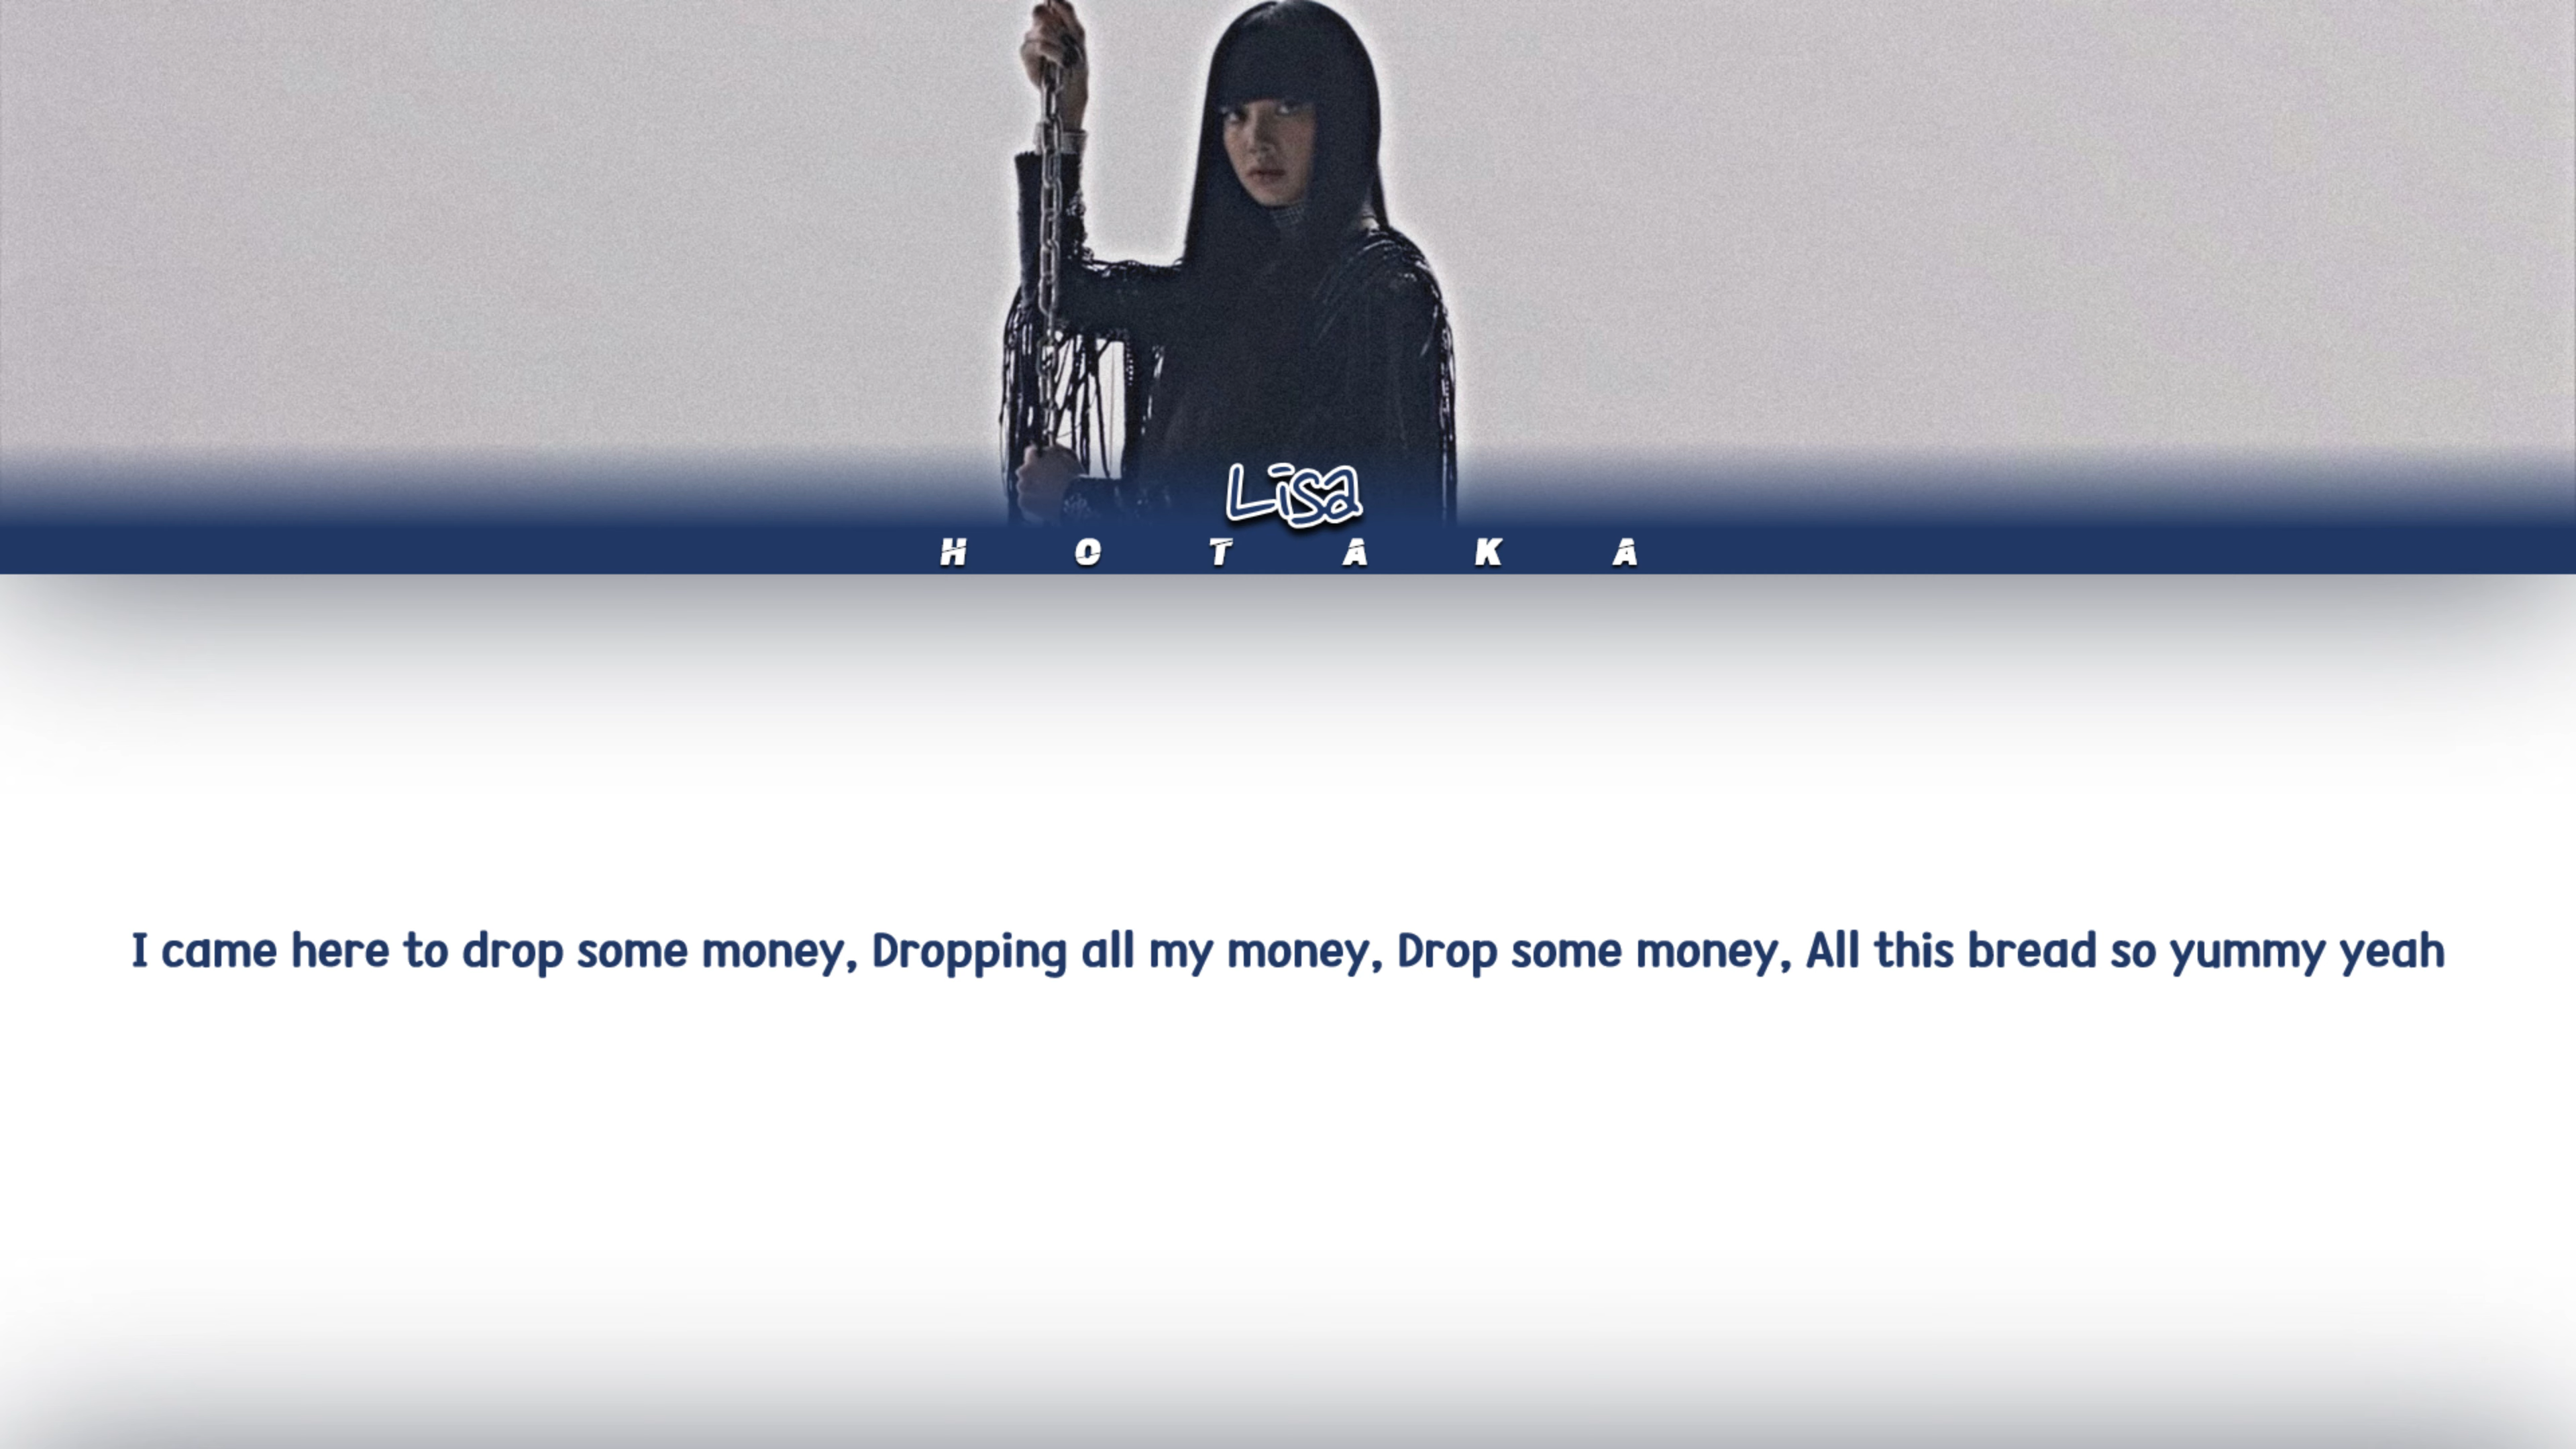 Lisa
HOTAKA
I came here to drop some money, Dropping all my money, Drop some money, All this bread so yummy yeah